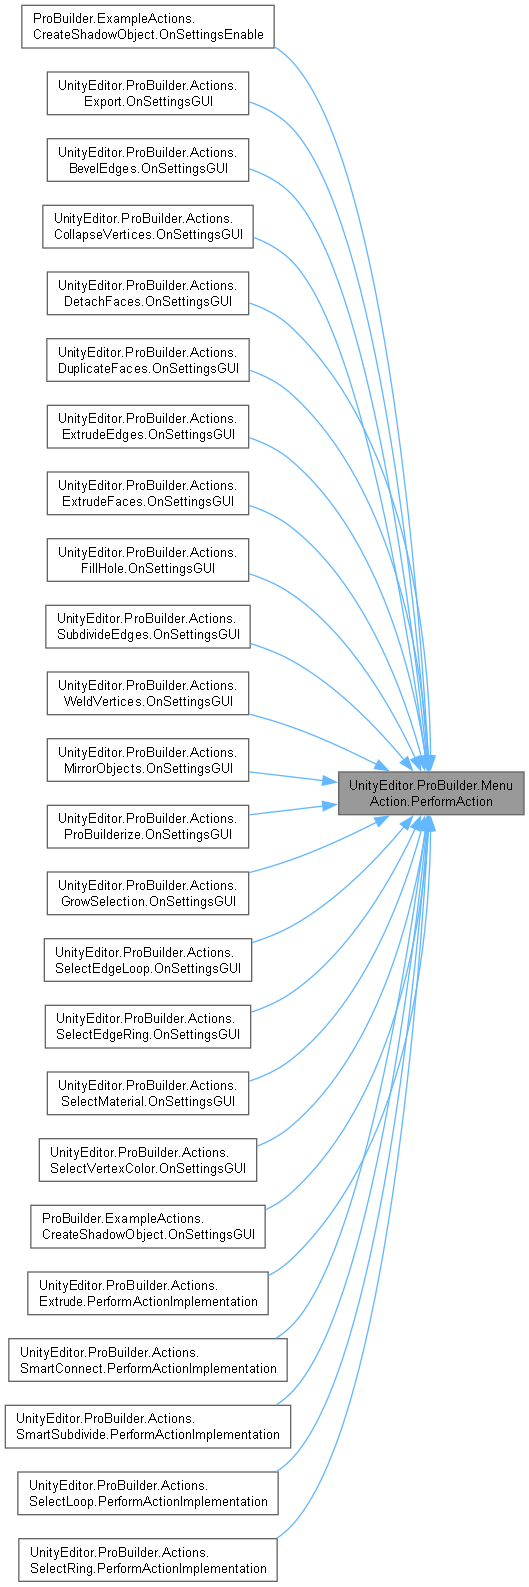 ProBuilder.ExampleActions.
CreateShadowObject.OnSettingsEnable
UnityEditor.ProBuilder.Actions.
Export.OnSettingsGUI
UnityEditor.ProBuilder.Actions.
BevelEdges.OnSettingsGUI
UnityEditor.ProBuilder.Actions.
CollapseVertices.OnSettingsGUI
UnityEditor.ProBuilder.Actions.
DetachFaces.OnSettingsGUI
UnityEditor.ProBuilder.Actions.
DuplicateFaces.OnSettingsGUI
UnityEditor.ProBuilder.Actions.
ExtrudeEdges.OnSettingsGUI
UnityEditor.ProBuilder.Actions.
ExtrudeFaces.OnSettingsGUI
UnityEditor.ProBuilder.Actions.
FillHole.OnSettingsGUI
UnityEditor.ProBuilder.Actions.
SubdivideEdges.OnSettingsGUI
UnityEditor.ProBuilder.Actions.
WeldVertices.OnSettingsGUI
UnityEditor.ProBuilder.Actions.
MirrorObjects.OnSettingsGUI
UnityEditor.ProBuilder.Menu
Action.PerformAction
UnityEditor.ProBuilder.Actions.
ProBuilderize.OnSettingsGUI
UnityEditor.ProBuilder.Actions.
GrowSelection.OnSettingsGUI
UnityEditor.ProBuilder.Actions.
SelectEdgeLoop.OnSettingsGUI
UnityEditor.ProBuilder.Actions.
SelectEdgeRing.OnSettingsGUI
UnityEditor.ProBuilder.Actions.
SelectMaterial.OnSettingsGUI
UnityEditor.ProBuilder.Actions.
SelectVertexColor.OnSettingsGUI
ProBuilder.ExampleActions.
CreateShadowObject.OnSettingsGUI
UnityEditor.ProBuilder.Actions.
Extrude.PerformActionImplementation
UnityEditor.ProBuilder.Actions.
SmartConnect.PerformActionImplementation
UnityEditor.ProBuilder.Actions.
SmartSubdivide.PerformActionImplementation
UnityEditor.ProBuilder.Actions.
SelectLoop.PerformActionImplementation
UnityEditor.ProBuilder.Actions.
SelectRing.PerformActionImplementation